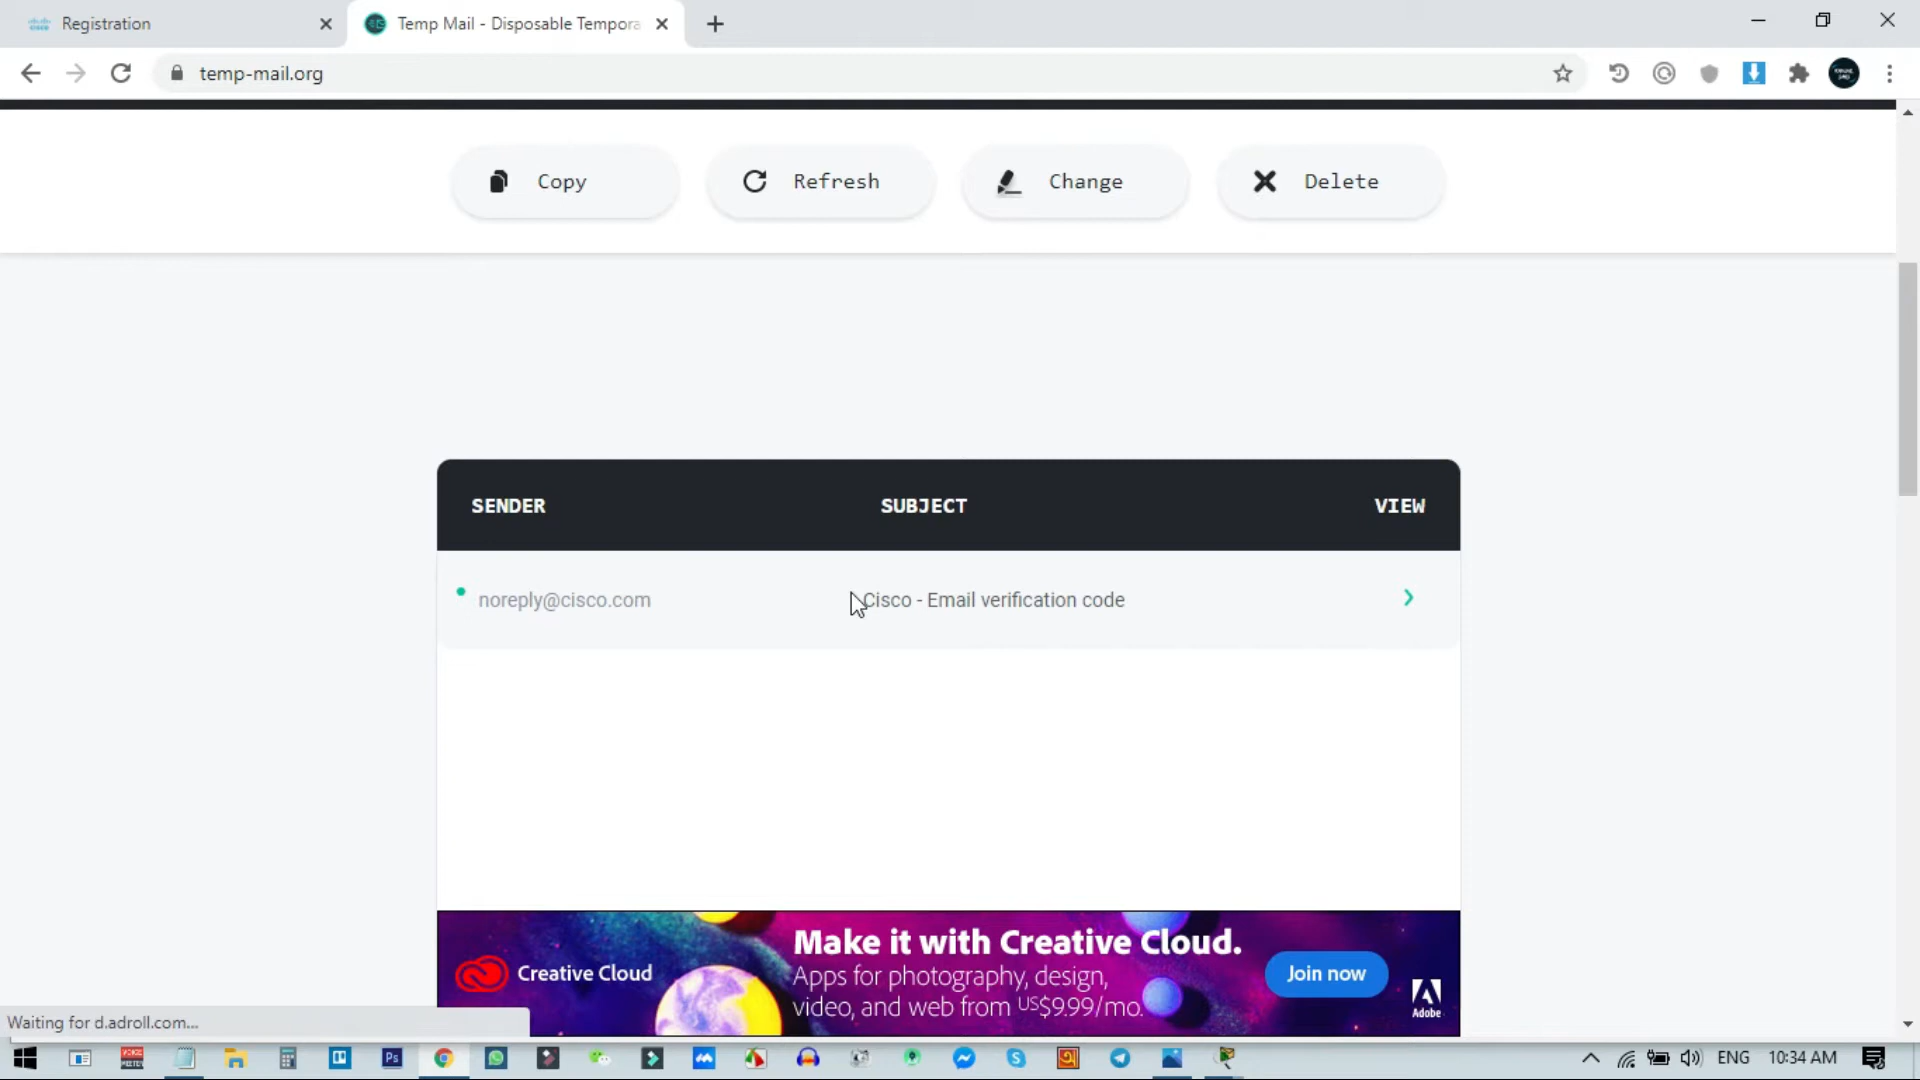 Registration
Temp Mail - Disposable Tempora
temp-mail.org
Copy
Refresh
Change
Delete
SENDER
SUBJECT
VIEW
noreply@cisco.com
Cisco - Email verification code
Creative Cloud
Make it with Creative Cloud.
Apps for photography, design,
video, and web from US$9.99/mo.
Join now
Adobe
Waiting for d.adroll.com...
Ps
ENG
10:34 AM